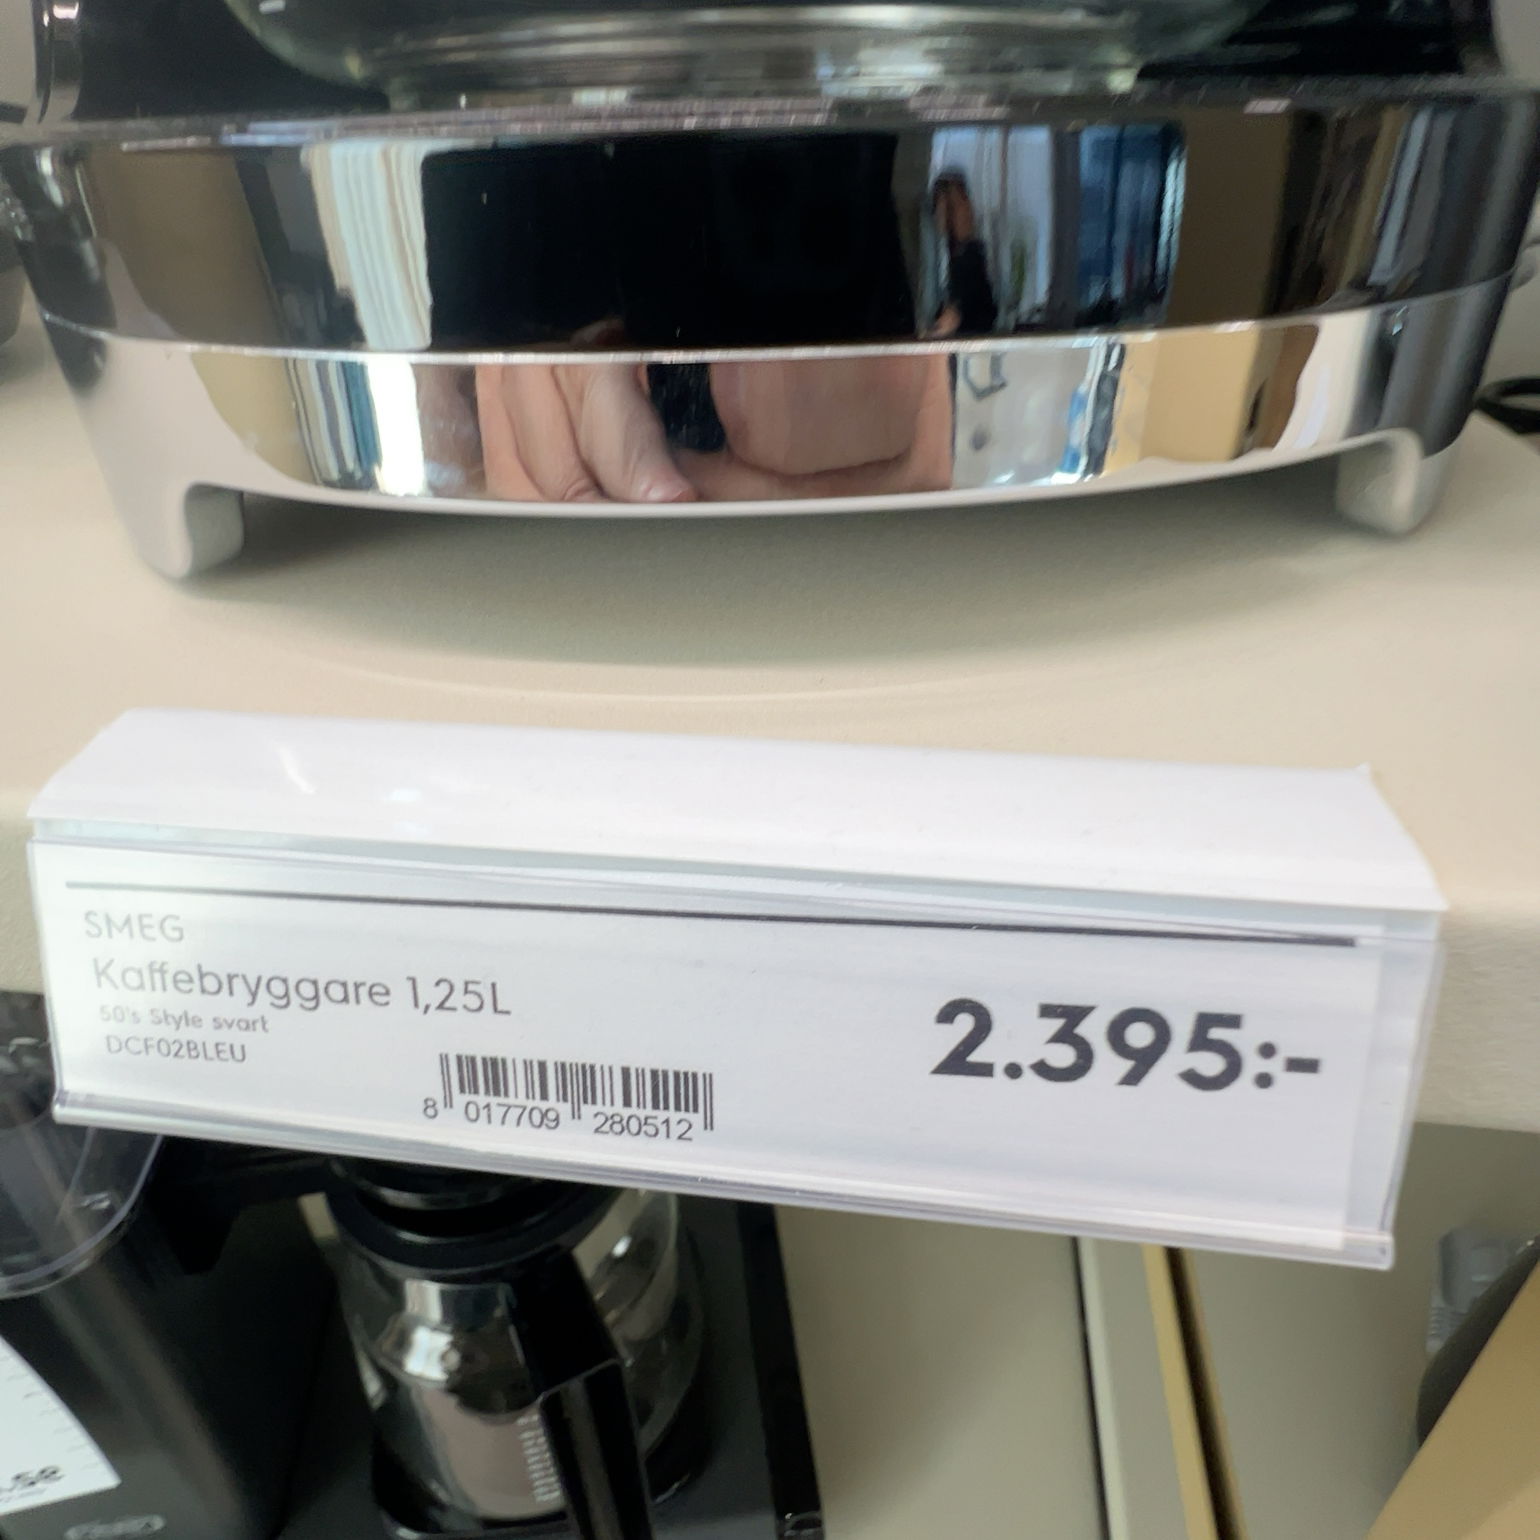 SMEG
Kaffebryggare 1,25L
50's Style svart
DCF02BLEU
2.395:-
8 017709 280512